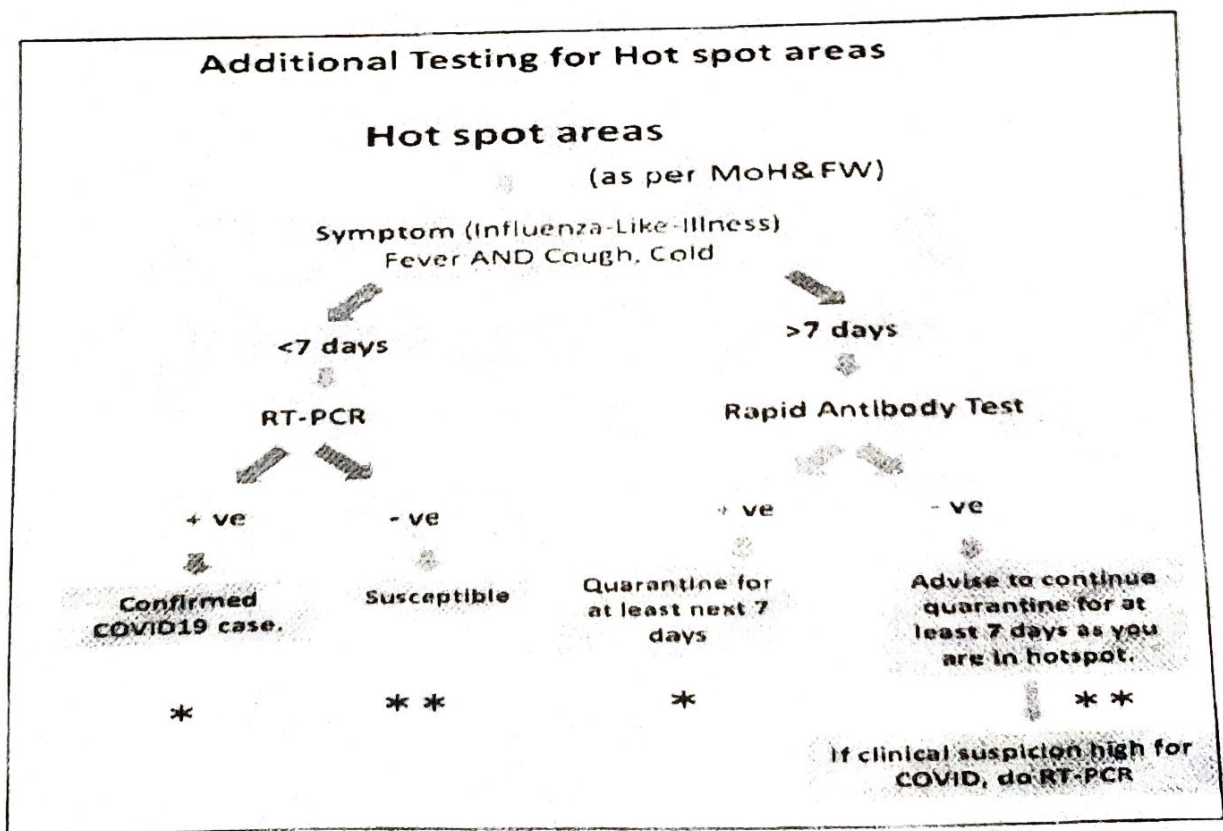 Additional Testing for Hot spot areas
Hot spot areas
(as per MoH&FW)
Symptom (Influenza-Like-Illness)
Fever AND Cough, Cold
<7 days
>7 days
RT-PCR
Rapid Antibody Test
+ ve
- ve
+ ve
- ve
Confirmed
COVID19 case.
Susceptible
Quarantine for
at least next 7
days
Advise to continue
quarantine for at
least 7 days as you
are in hotspot.
*
* *
*
* *
If clinical suspicion high for
COVID, do RT-PCR